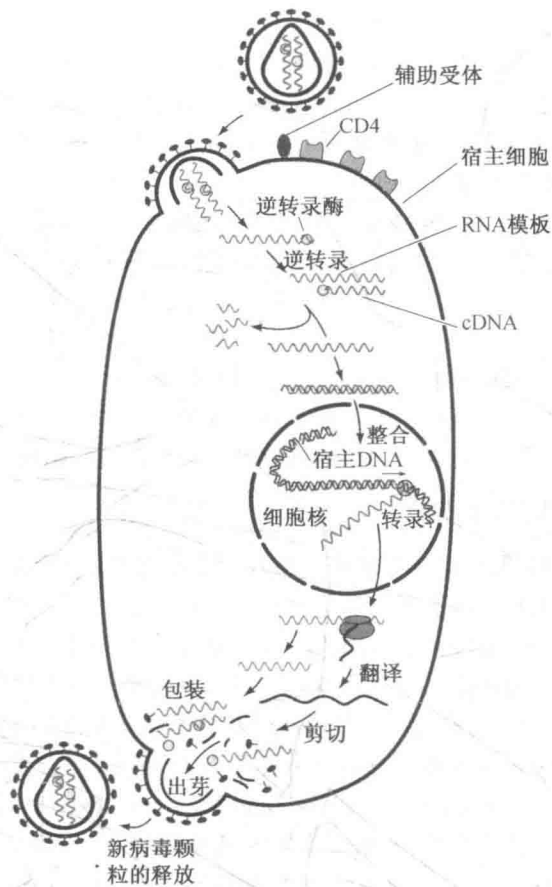 辅助受体
CD4
宿主细胞
逆转录酶
RNA模板
逆转录
cDNA
整合
宿主DNA
细胞核
转录
翻译
包装
剪切
出芽
新病毒颗
粒的释放